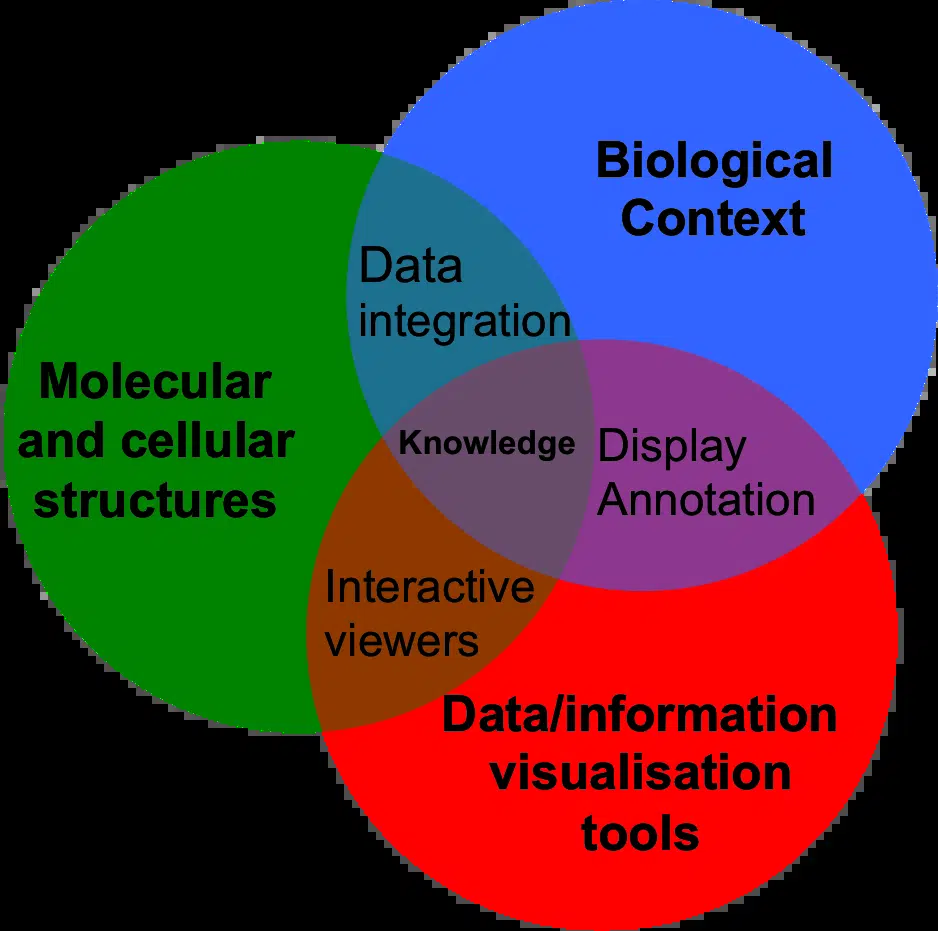 Biological
Context
Data
integration
Molecular
and cellular
structures
Knowledge
Display
Annotation
Interactive
viewers
Data/information
visualisation
tools